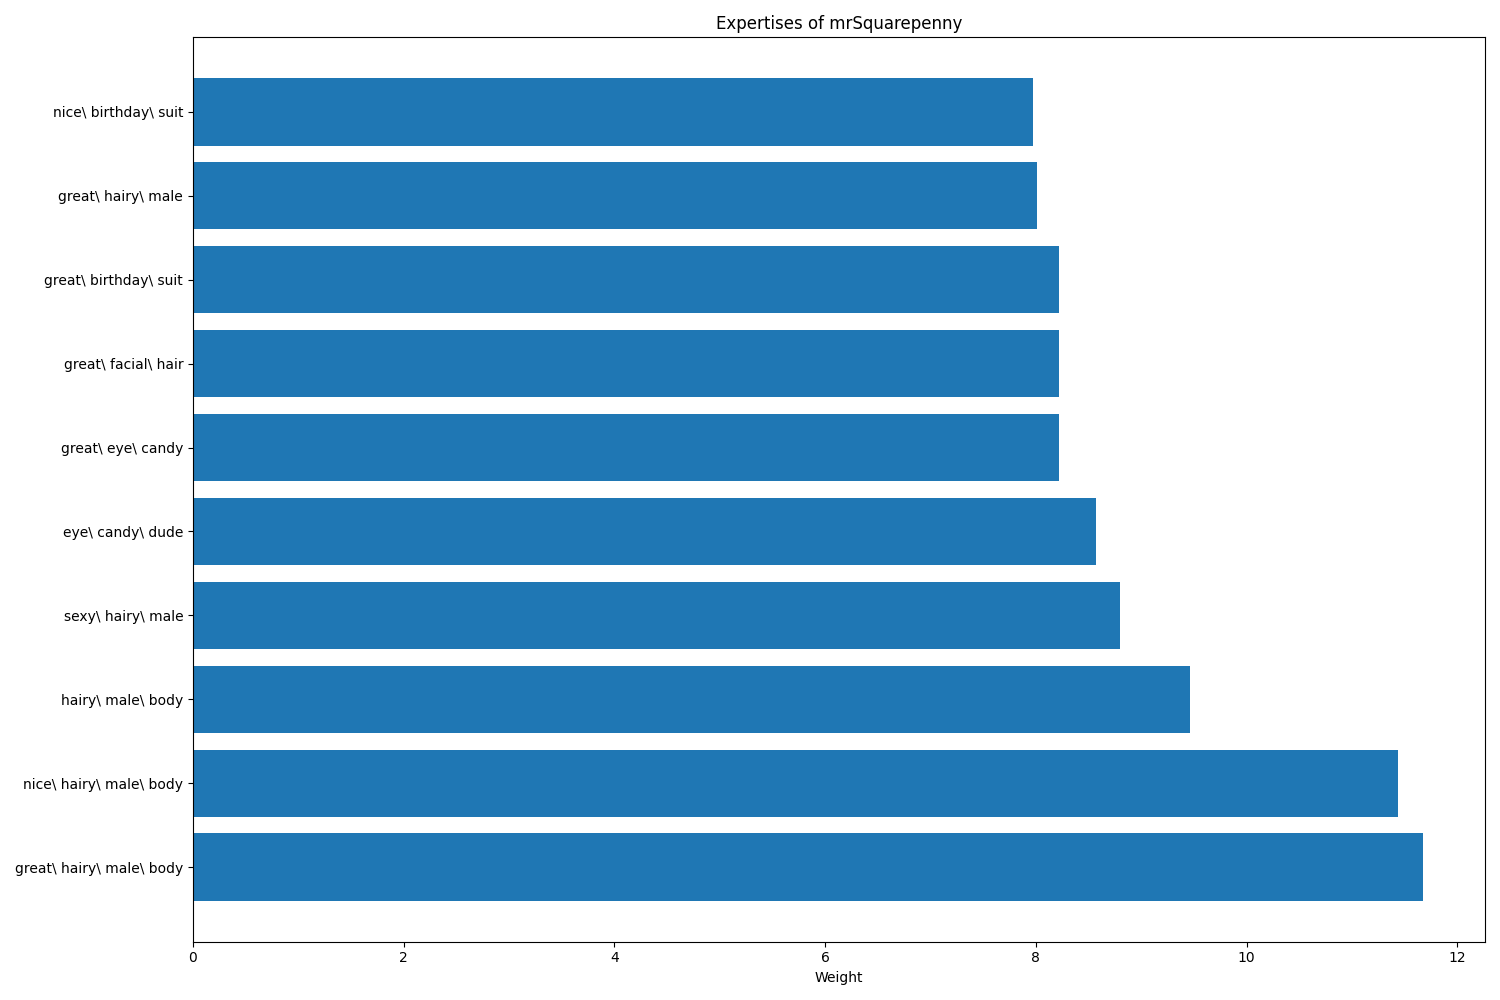 Expertises of mrSquarepenny
nice\ birthday\ suit
great\ hairy\ male
great\ birthday\ suit
great\ facial\ hair
great\ eye\ candy
eye\ candy\ dude
sexy\ hairy\ male
hairy\ male\ body
nice\ hairy\ male\ body
great\ hairy\ male\ body
0 2 4 6 8 10 12
Weight